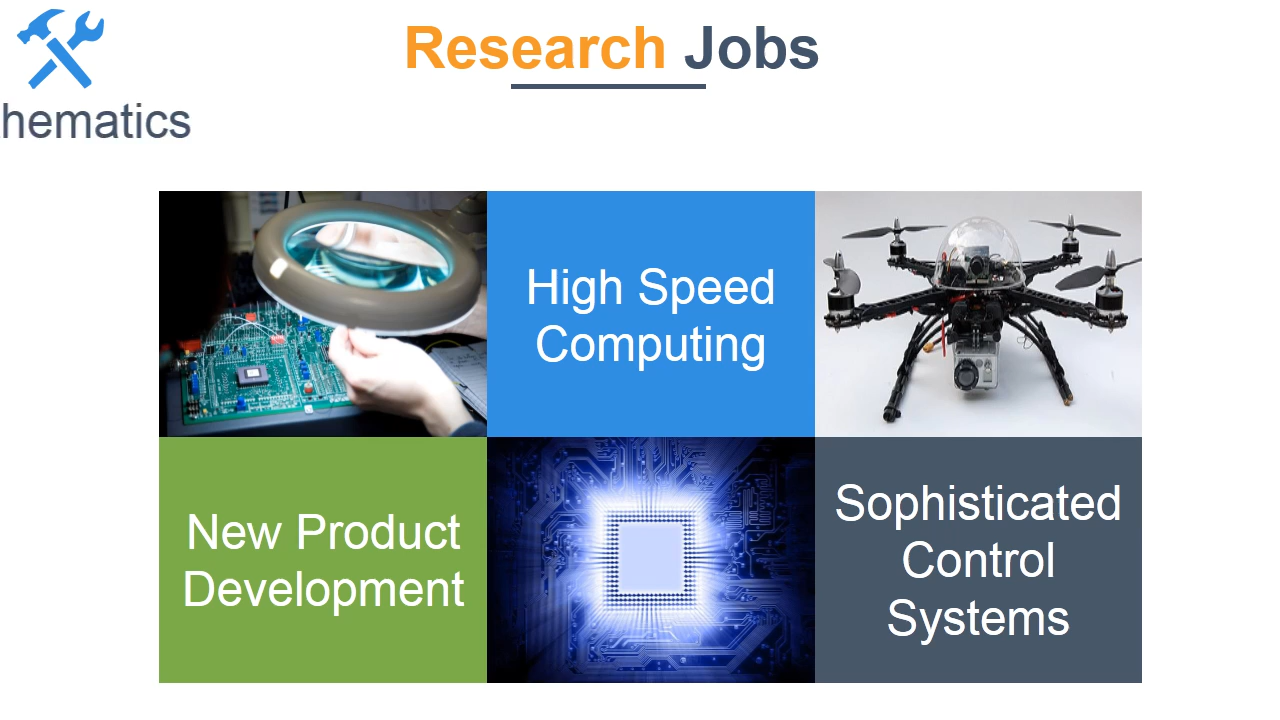 Research Jobs
hematics
High Speed
Computing
New Product
Development
Sophisticated
Control
Systems